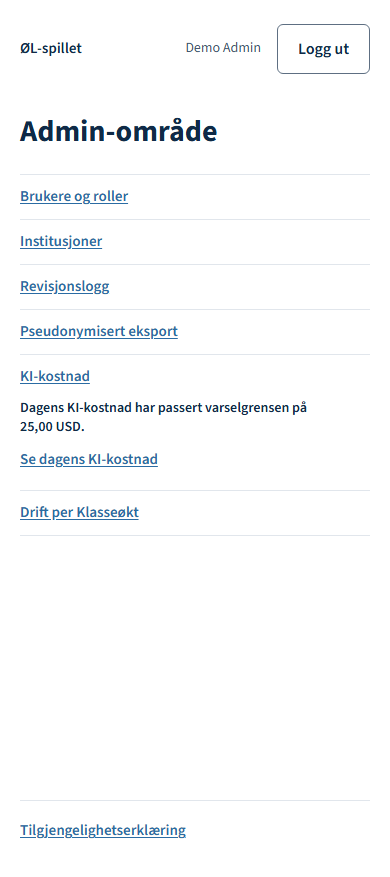 ØL-spillet
Demo Admin
Logg ut
Admin-område
Brukere og roller
Institusjoner
Revisjonslogg
Pseudonymisert eksport
KI-kostnad
Dagens KI-kostnad har passert varselgrensen på
25,00 USD.
Se dagens KI-kostnad
Drift per Klasseøkt
Tilgjengelighetserklæring